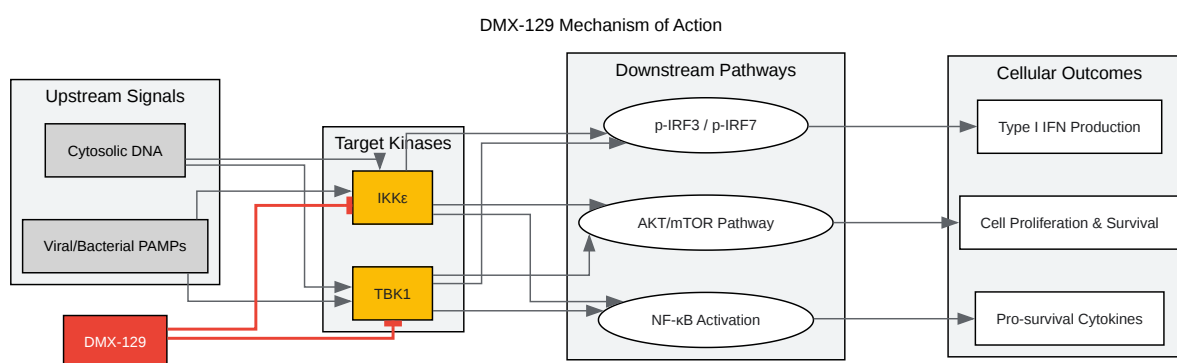 DMX-129 Mechanism of Action
Upstream Signals
Cytosolic DNA
Viral/Bacterial PAMPs
DMX-129
Target Kinases
IKKε
TBK1
Downstream Pathways
p-IRF3 / p-IRF7
AKT/mTOR Pathway
NF-κB Activation
Cellular Outcomes
Type I IFN Production
Cell Proliferation & Survival
Pro-survival Cytokines